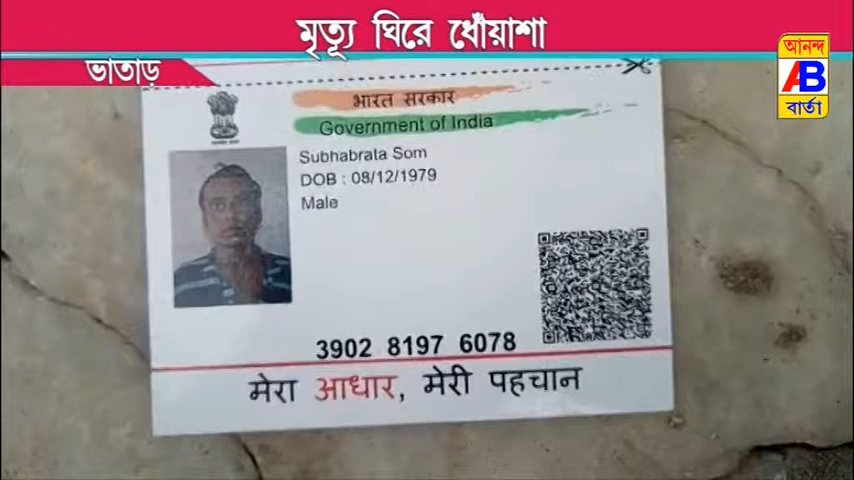 মৃত্যূ ঘিরে ধোঁয়াশা
ভাতাড়
আনন্দ
AB
বার্তা
भारत सरकार
Government of India
Subhabrata Som
DOB : 08/12/1979
Male
3902 8197 6078
मेरा आधार, मेरी पहचान